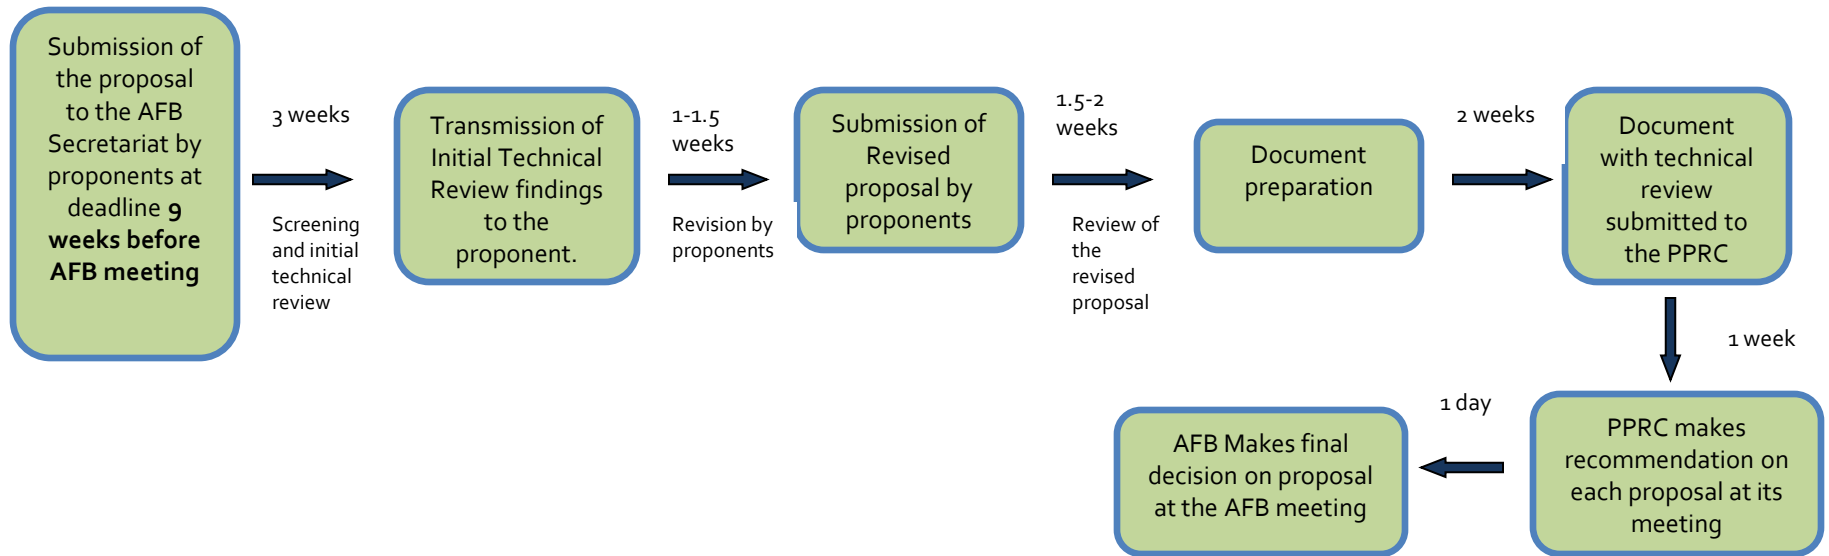 Submission of
the proposal
to the AFB
Secretariat by
proponents at
deadline 9
weeks before
AFB meeting
3 weeks
Screening
and initial
technical
review
Transmission of
Initial Technical
Review findings
to the
proponent.
1-1.5
weeks
Revision by
proponents
Submission of
Revised
proposal by
proponents
1.5-2
weeks
Review of
the
revised
proposal
Document
preparation
2 weeks
Document
with technical
review
submitted to
the PPRC
1 week
PPRC makes
recommendation on
each proposal at its
meeting
1 day
AFB Makes final
decision on proposal
at the AFB meeting